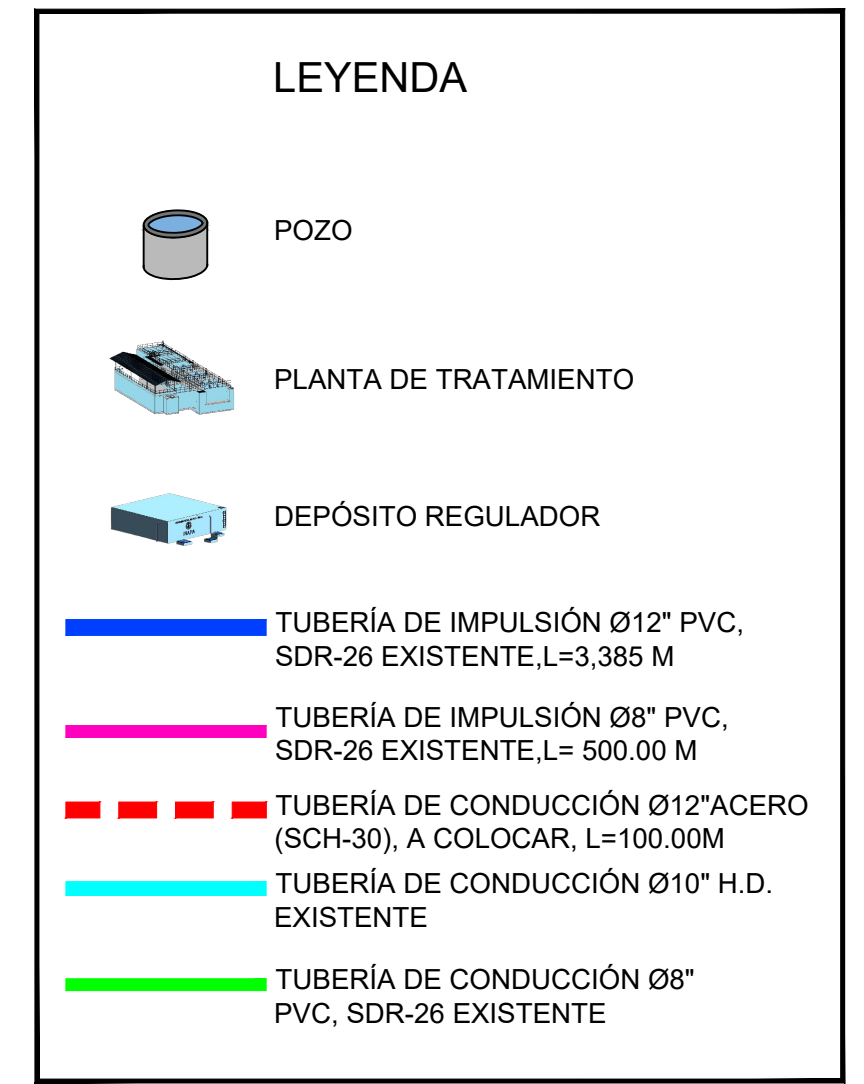 LEYENDA
POZO
PLANTA DE TRATAMIENTO
DEPÓSITO REGULADOR
TUBERÍA DE IMPULSIÓN Ø12" PVC,
SDR-26 EXISTENTE,L=3,385 M
TUBERÍA DE IMPULSIÓN Ø8" PVC,
SDR-26 EXISTENTE,L= 500.00 M
TUBERÍA DE CONDUCCIÓN Ø12"ACERO
(SCH-30), A COLOCAR, L=100.00M
TUBERÍA DE CONDUCCIÓN Ø10" H.D.
EXISTENTE
TUBERÍA DE CONDUCCIÓN Ø8"
PVC, SDR-26 EXISTENTE